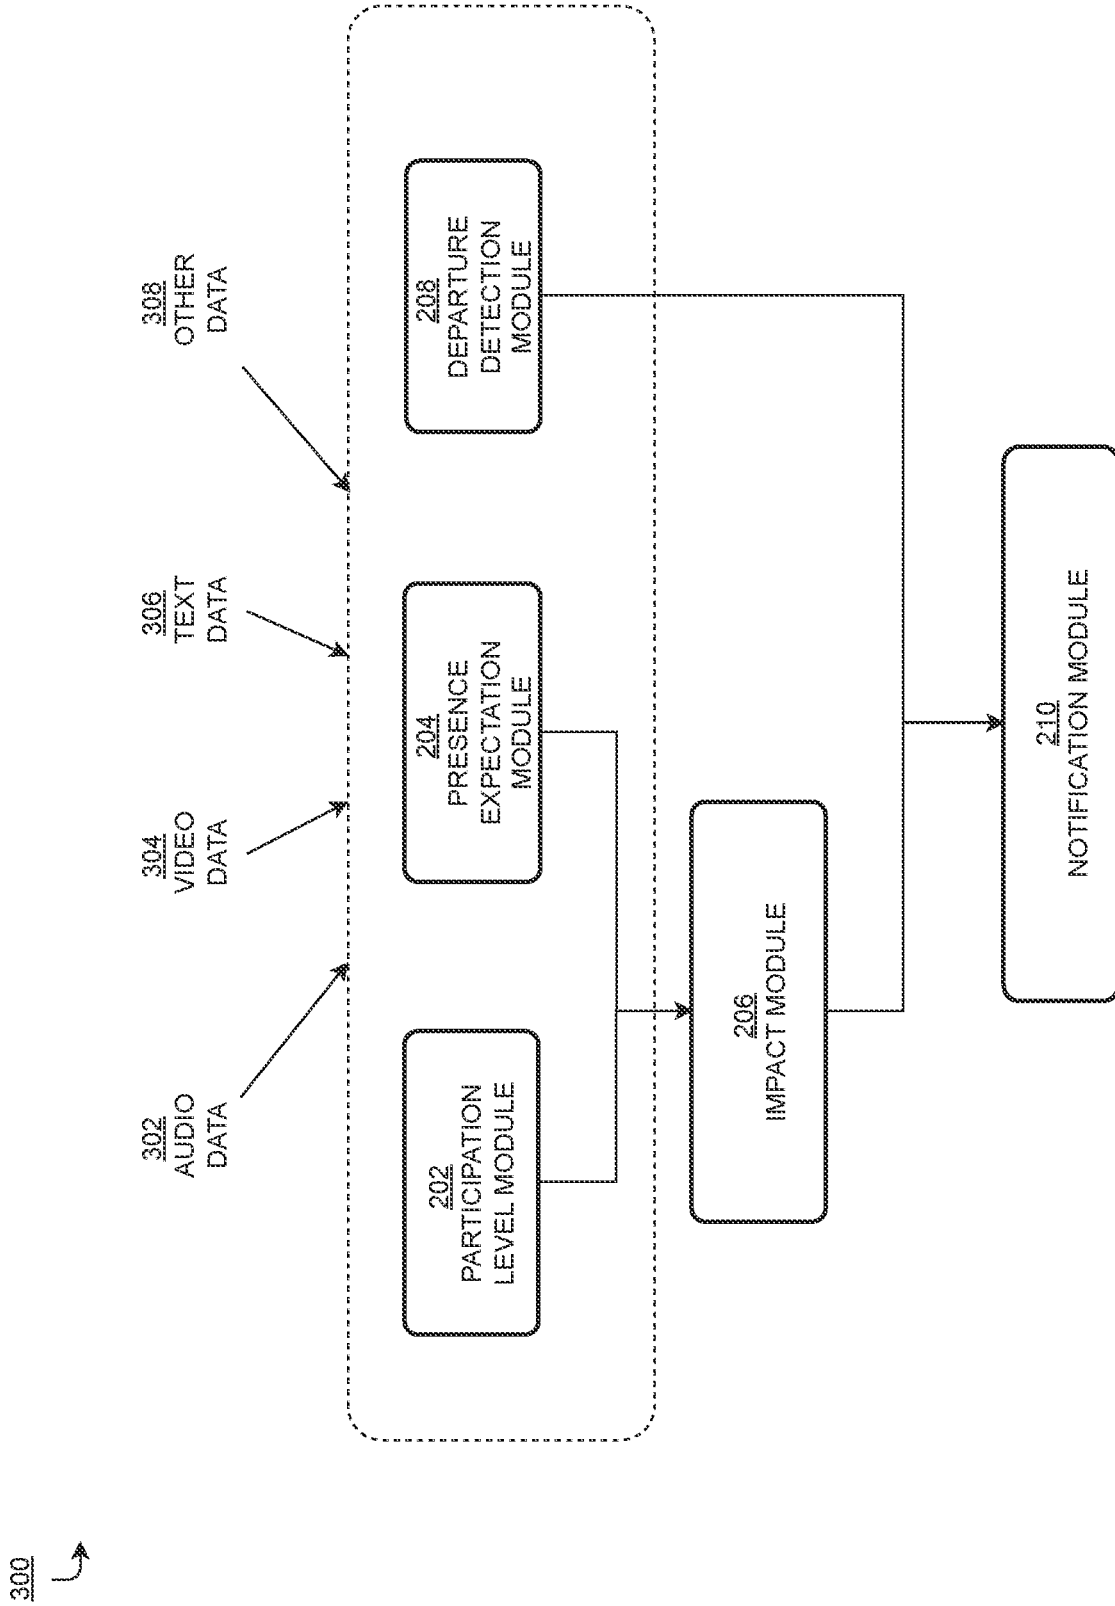 300
302
AUDIO
DATA
304
VIDEO
DATA
306
TEXT
DATA
308
OTHER
DATA
202
PARTICIPATION
LEVEL MODULE
204
PRESENCE
EXPECTATION
MODULE
208
DEPARTURE
DETECTION
MODULE
206
IMPACT MODULE
210
NOTIFICATION MODULE